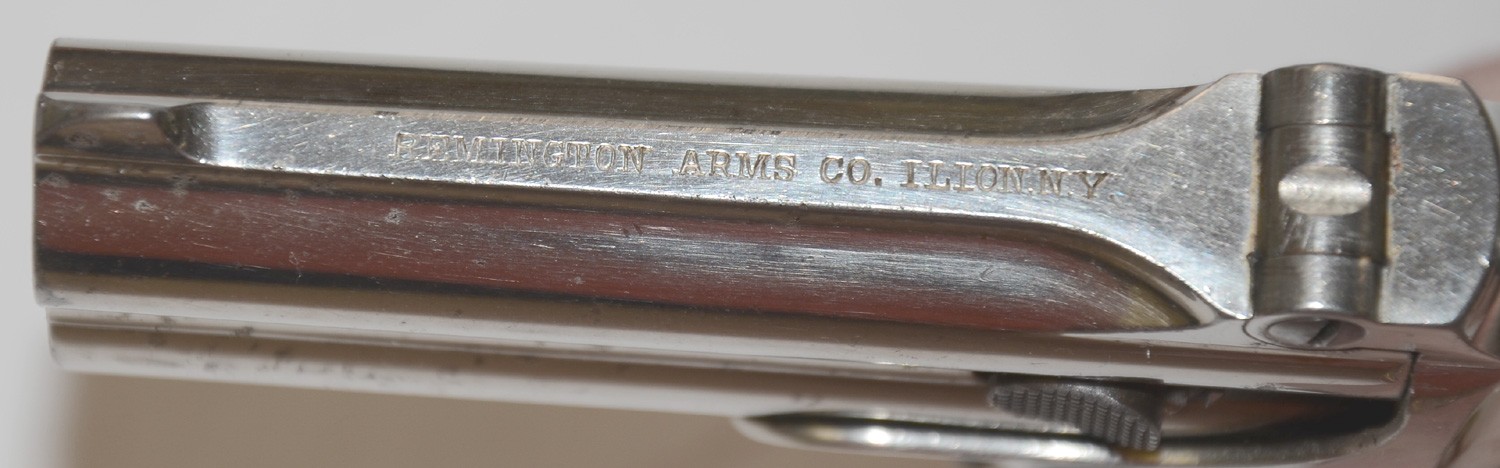 REMINGTON ARMS CO. ILION.N.Y.